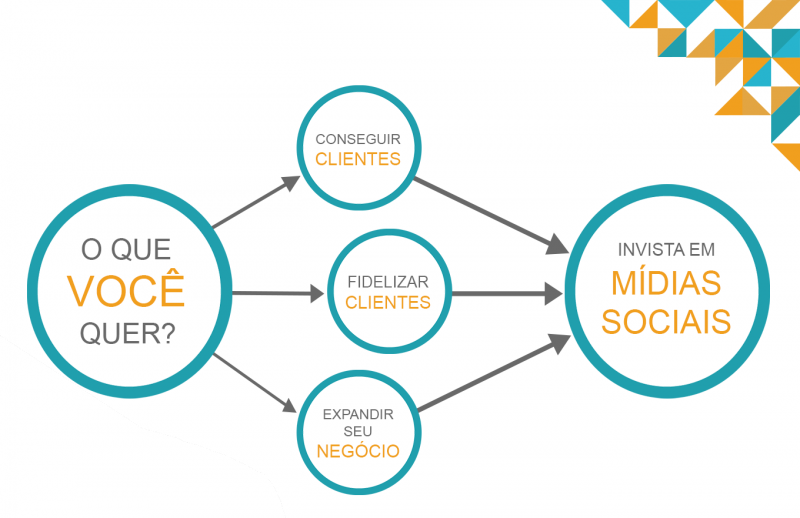 O QUE
VOCÊ
QUER?
CONSEGUIR
CLIENTES
FIDELIZAR
CLIENTES
EXPANDIR
SEU
NEGÓCIO
INVISTA EM
MÍDIAS
SOCIAIS